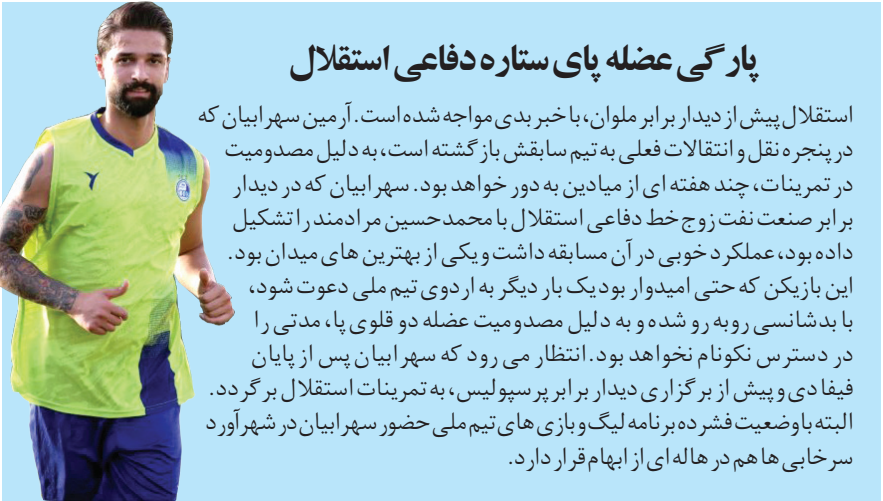 پارگی عضله پای ستاره دفاعی استقلال
استقلال پیش از دیدار برابر ملوان، با خبر بدی مواجه شده است. آرمین سهرابیان که
در پنجره نقل و انتقالات فعلی به تیم سابقش بازگشته است، به دلیل مصدومیت
در تمرینات، چند هفته ای از میادین به دور خواهد بود. سهرابیان که در دیدار
برابر صنعت نفت زوج خط دفاعی استقلال با محمدحسین مرادمند را تشکیل
داده بود، عملکرد خوبی در آن مسابقه داشت و یکی از بهترین های میدان بود.
این بازیکن که حتی امیدوار بود یک بار دیگر به اردوی تیم ملی دعوت شود،
با بدشانسی روبه رو شده و به دلیل مصدومیت عضله دو قلوی پا، مدتی را
در دسترس نکونام نخواهد بود. انتظار می رود که سهرابیان پس از پایان
فیفا دی و پیش از برگزاری دیدار برابر پرسپولیس، به تمرینات استقلال برگردد.
البته با وضعیت فشرده برنامه لیگ و بازی های تیم ملی حضور سهرابیان در شهرآورد
سرخابی ها هم در هاله ای از ابهام قرار دارد.